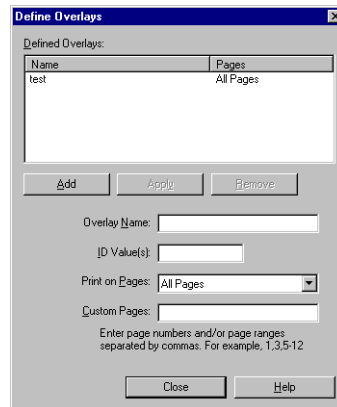 Define Overlays
Defined Overlays:
Name Pages
test All Pages
Add Apply Remove
Overlay Name:
ID Value(s):
Print on Pages: All Pages
Custom Pages:
Enter page numbers and/or page ranges
separated by commas. For example, 1,3,5-12
Close Help